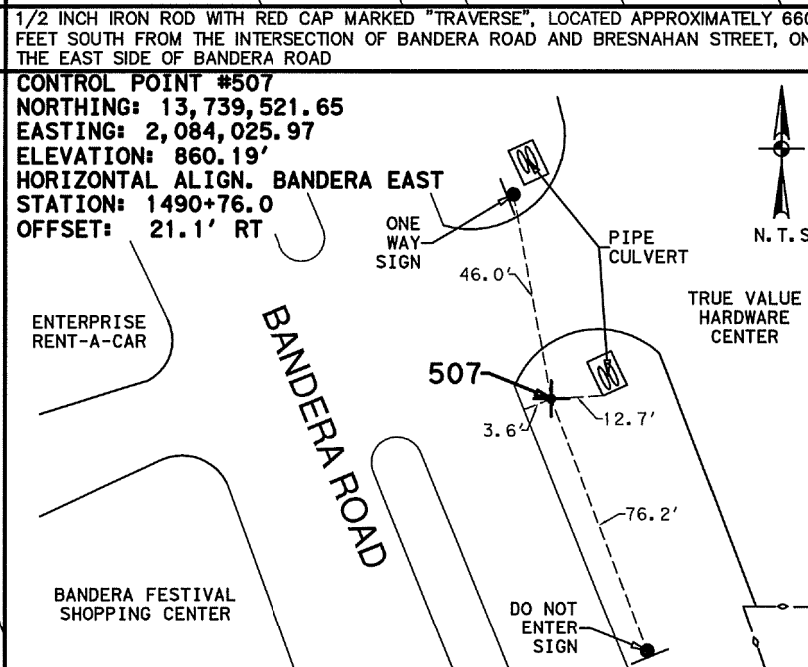 1/2 INCH IRON ROD WITH RED CAP MARKED "TRAVERSE", LOCATED APPROXIMATELY 660
FEET SOUTH FROM THE INTERSECTION OF BANDERA ROAD AND BRESNAHAN STREET, ON
THE EAST SIDE OF BANDERA ROAD
CONTROL POINT #507
NORTHING: 13,739,521.65
EASTING: 2,084,025.97
ELEVATION: 860.19'
HORIZONTAL ALIGN. BANDERA EAST
STATION: 1490+76.0
OFFSET: 21.1' RT
ONE
WAY
SIGN
PIPE
CULVERT
N.T.S
46.0'
TRUE VALUE
HARDWARE
CENTER
ENTERPRISE
RENT-A-CAR
BANDERA ROAD
507
3.6'
12.7'
76.2'
BANDERA FESTIVAL
SHOPPING CENTER
DO NOT
ENTER
SIGN